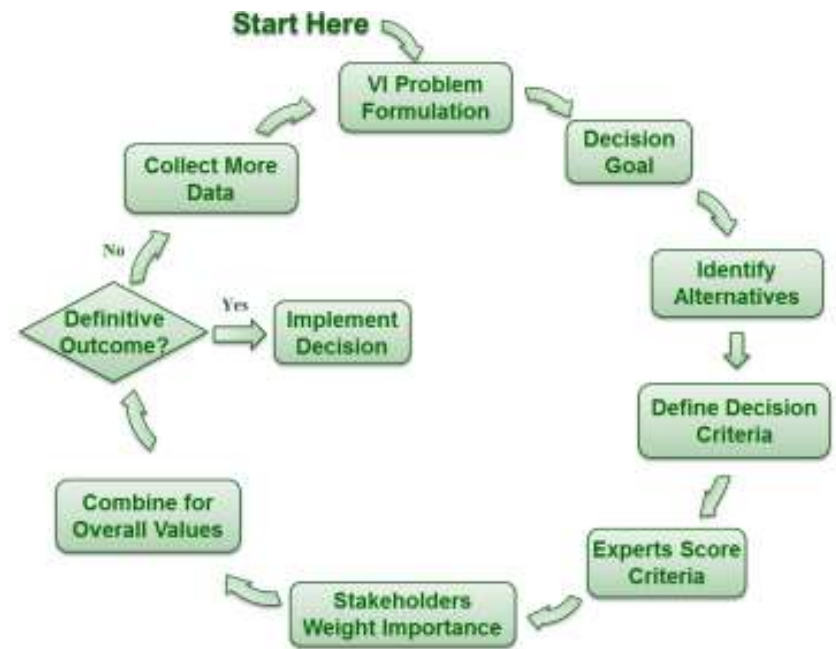 Start Here
VI Problem
Formulation
Decision
Goal
Identify
Alternatives
Define Decision
Criteria
Experts Score
Criteria
Stakeholders
Weight Importance
Combine for
Overall Values
Definitive
Outcome?
Yes
Implement
Decision
No
Collect More
Data